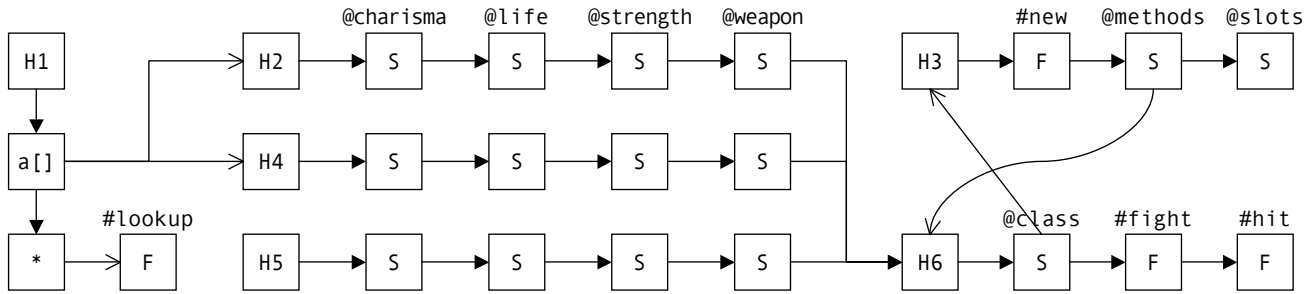 @charisma @life @strength @weapon #new @methods @slots
H1 H2 S S S S H3 F S S
a[] H4 S S S S
#lookup @class #fight #hit
* F H5 S S S S H6 S F F